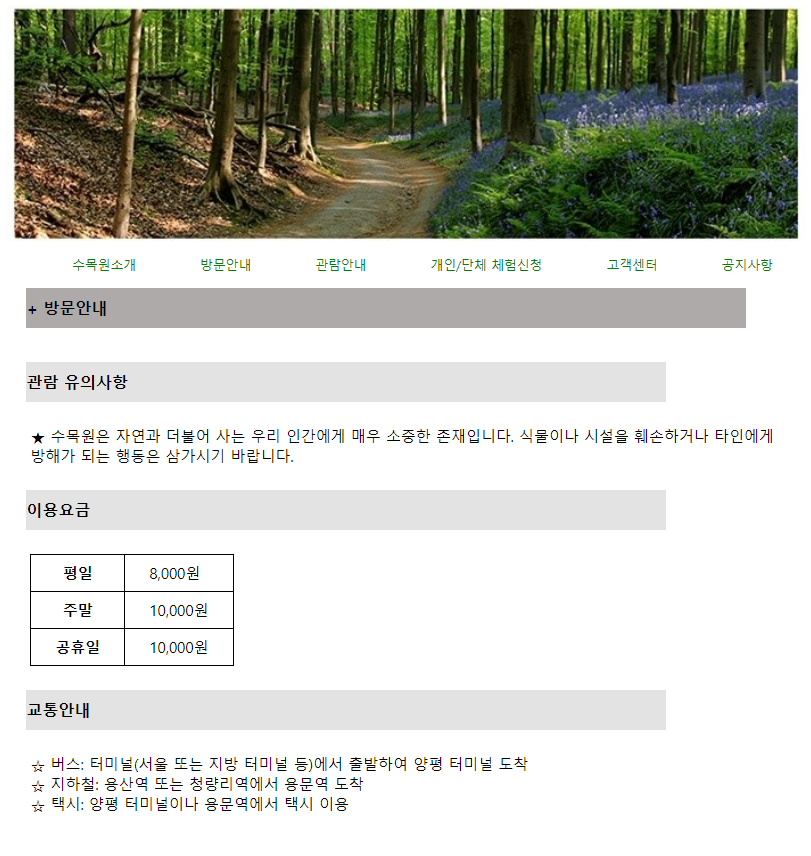 수목원소개 방문안내 관람안내 개인/단체 체험신청 고객센터 공지사항
+ 방문안내
관람 유의사항
★ 수목원은 자연과 더불어 사는 우리 인간에게 매우 소중한 존재입니다. 식물이나 시설을 훼손하거나 타인에게
방해가 되는 행동은 삼가시기 바랍니다.
이용요금
평일 8,000원
주말 10,000원
공휴일 10,000원
교통안내
☆ 버스: 터미널(서울 또는 지방 터미널 등)에서 출발하여 양평 터미널 도착
☆ 지하철: 용산역 또는 청량리역에서 용문역 도착
☆ 택시: 양평 터미널이나 용문역에서 택시 이용